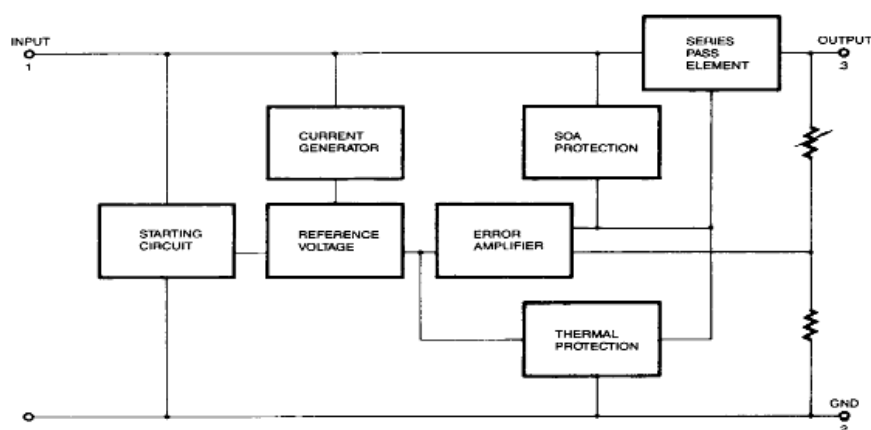 INPUT
1
SERIES
PASS
ELEMENT
OUTPUT
3
CURRENT
GENERATOR
SOA
PROTECTION
STARTING
CIRCUIT
REFERENCE
VOLTAGE
ERROR
AMPLIFIER
THERMAL
PROTECTION
GND
2